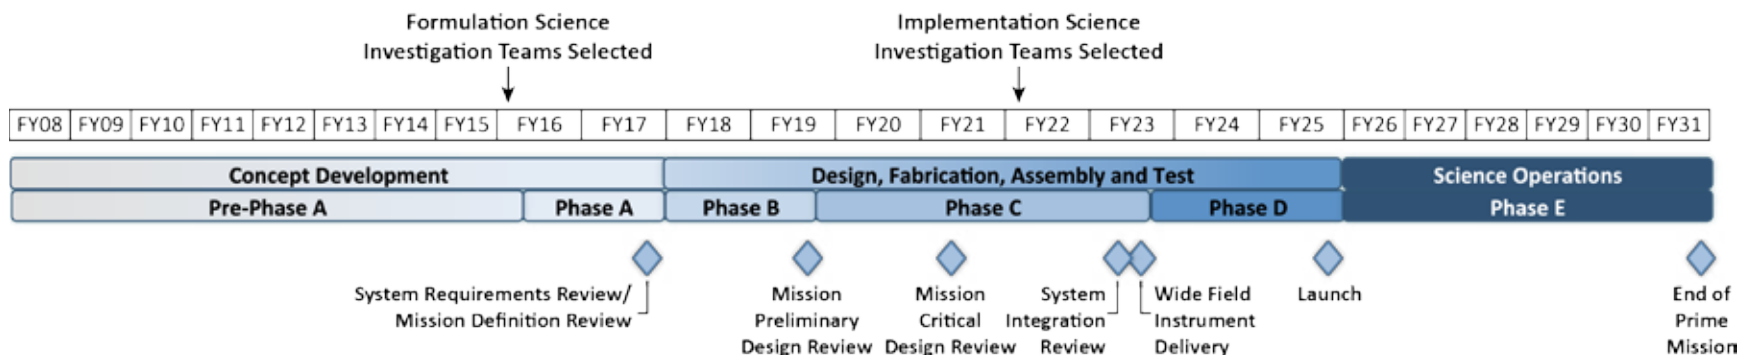 Formulation Science
Investigation Teams Selected
Implementation Science
Investigation Teams Selected
FY08 FY09 FY10 FY11 FY12 FY13 FY14 FY15 FY16 FY17 FY18 FY19 FY20 FY21 FY22 FY23 FY24 FY25 FY26 FY27 FY28 FY29 FY30 FY31
Concept Development Design, Fabrication, Assembly and Test Science Operations
Pre-Phase A Phase A Phase B Phase C Phase D Phase E
System Requirements Review/
Mission Definition Review
Mission
Preliminary
Design Review
Mission
Critical
Design Review
System
Integration
Review
Wide Field
Instrument
Delivery
Launch
End of
Prime
Mission